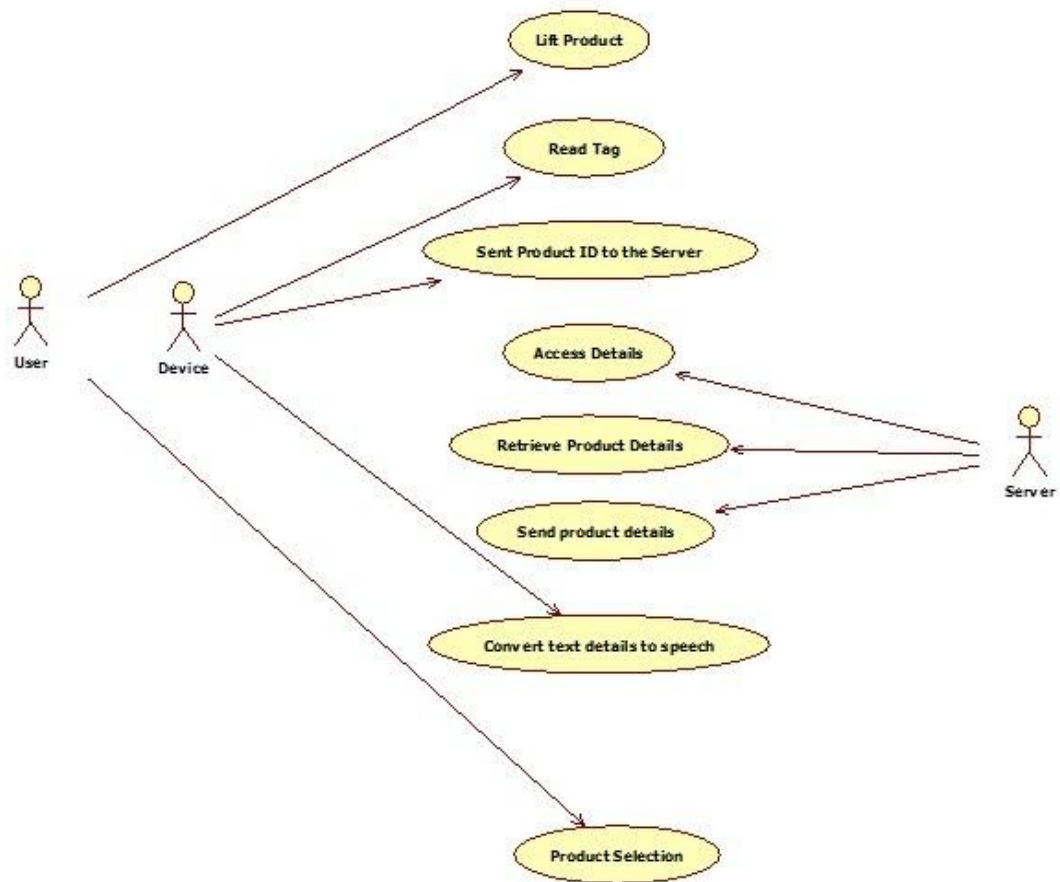 Lift Product
Read Tag
Sent Product ID to the Server
User
Device
Access Details
Retrieve Product Details
Server
Send product details
Convert text details to speech
Product Selection